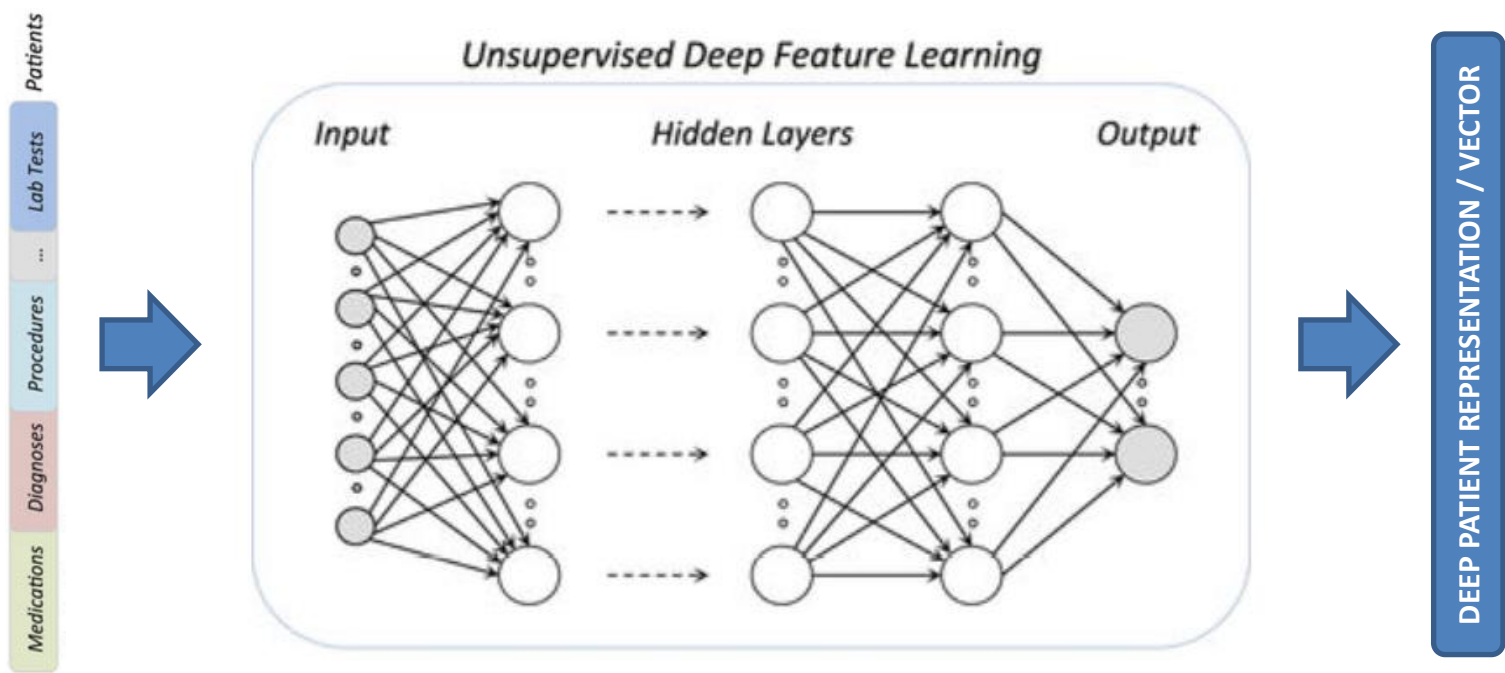 Patients
Lab Tests
...
Procedures
Diagnoses
Medications
Unsupervised Deep Feature Learning
Input
Hidden Layers
Output
DEEP PATIENT REPRESENTATION / VECTOR